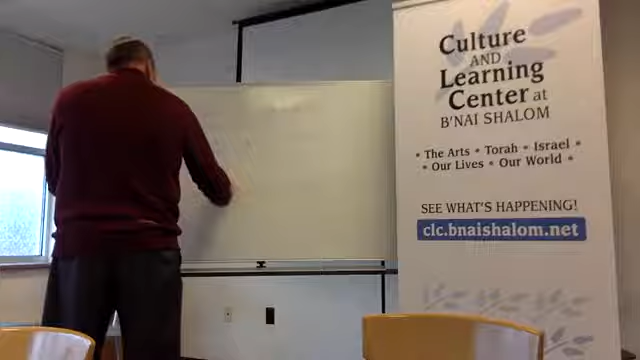 Culture
AND
Learning
Center at
B'NAI SHALOM
• The Arts • Torah • Israel •
• Our Lives • Our World •
SEE WHAT'S HAPPENING!
clc.bnaishalom.net